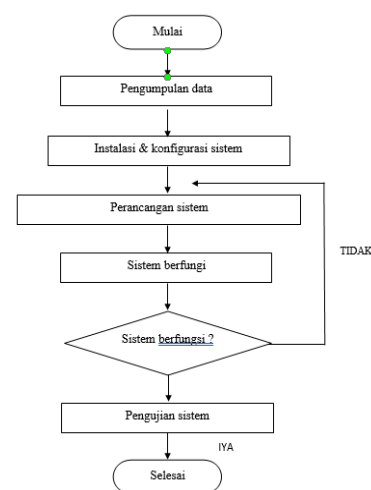 Mulai
Pengumpulan data
Instalasi & konfigurasi sistem
Perancangan sistem
Sistem berfungi
TIDAK
Sistem berfungsi ?
Pengujian sistem
IYA
Selesai